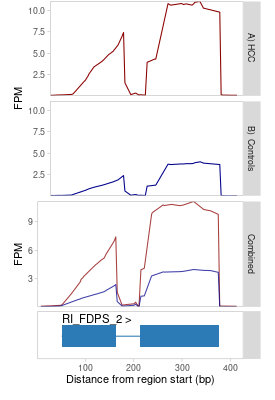 10.0
7.5
5.0
2.5
A) HCC
FPM
10.0
7.5
5.0
2.5
B) Controls
9
6
3
FPM
Combined
RI_FDPS_2 >
100 200 300 400
Distance from region start (bp)